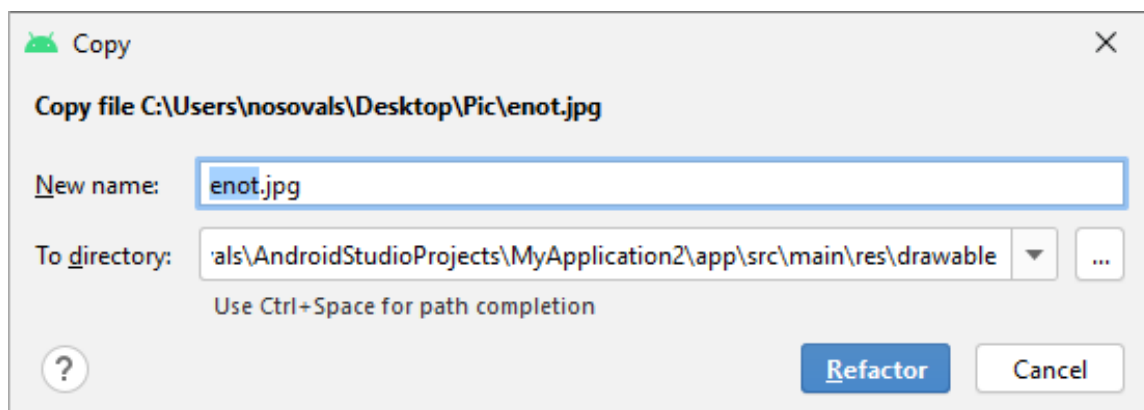 Copy
Copy file C:\Users\nosovals\Desktop\Pic\enot.jpg
New name: enot.jpg
To directory: vals\AndroidStudioProjects\MyApplication2\app\src\main\res\drawable ...
Use Ctrl+Space for path completion
? Refactor Cancel